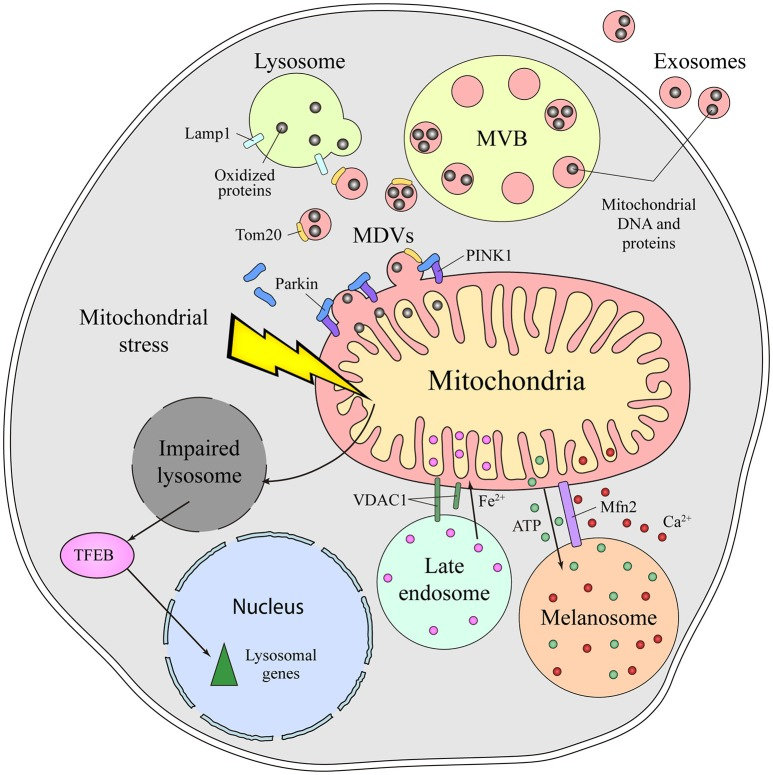 Lysosome
Exosomes
Lamp1
MVB
Oxidized
proteins
Mitochondrial
DNA and
proteins
Tom20
MDVs
PINK1
Parkin
Mitochondrial
stress
Mitochondria
Impaired
lysosome
VDAC1
Fe²⁺
ATP
Mfn2
Ca²⁺
TFEB
Late
endosome
Nucleus
Melanosome
Lysosomal
genes